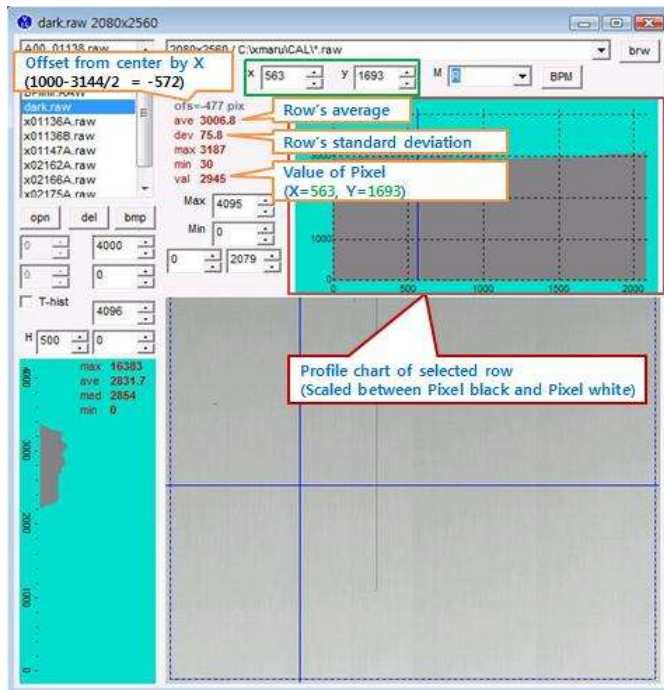 dark.raw 2080x2560
A00_01138.raw
2080x2560 / C:\xmaru\CAL\*.raw
brw
Offset from center by X
(1000-3144/2 = -572)
x 563 y 1693 M BPM
dark.raw
x01136A.raw
x01136B.raw
x01147A.raw
x02162A.raw
x02166A.raw
x02175A.raw
ofs=-477 pix
ave 3006.8
dev 75.8
max 3187
min 30
val 2945
Row's average
Row's standard deviation
Value of Pixel
(X=563, Y=1693)
Max 4095
Min 0
0 2079
opn del bmp
0 4000
0 0
T-hist
4096
H 500 0
1000
0
0 500 1000 1500 2000
Profile chart of selected row
(Scaled between Pixel black and Pixel white)
max 16383
ave 2831.7
med 2854
min 0
4000
3000
2000
1000
0